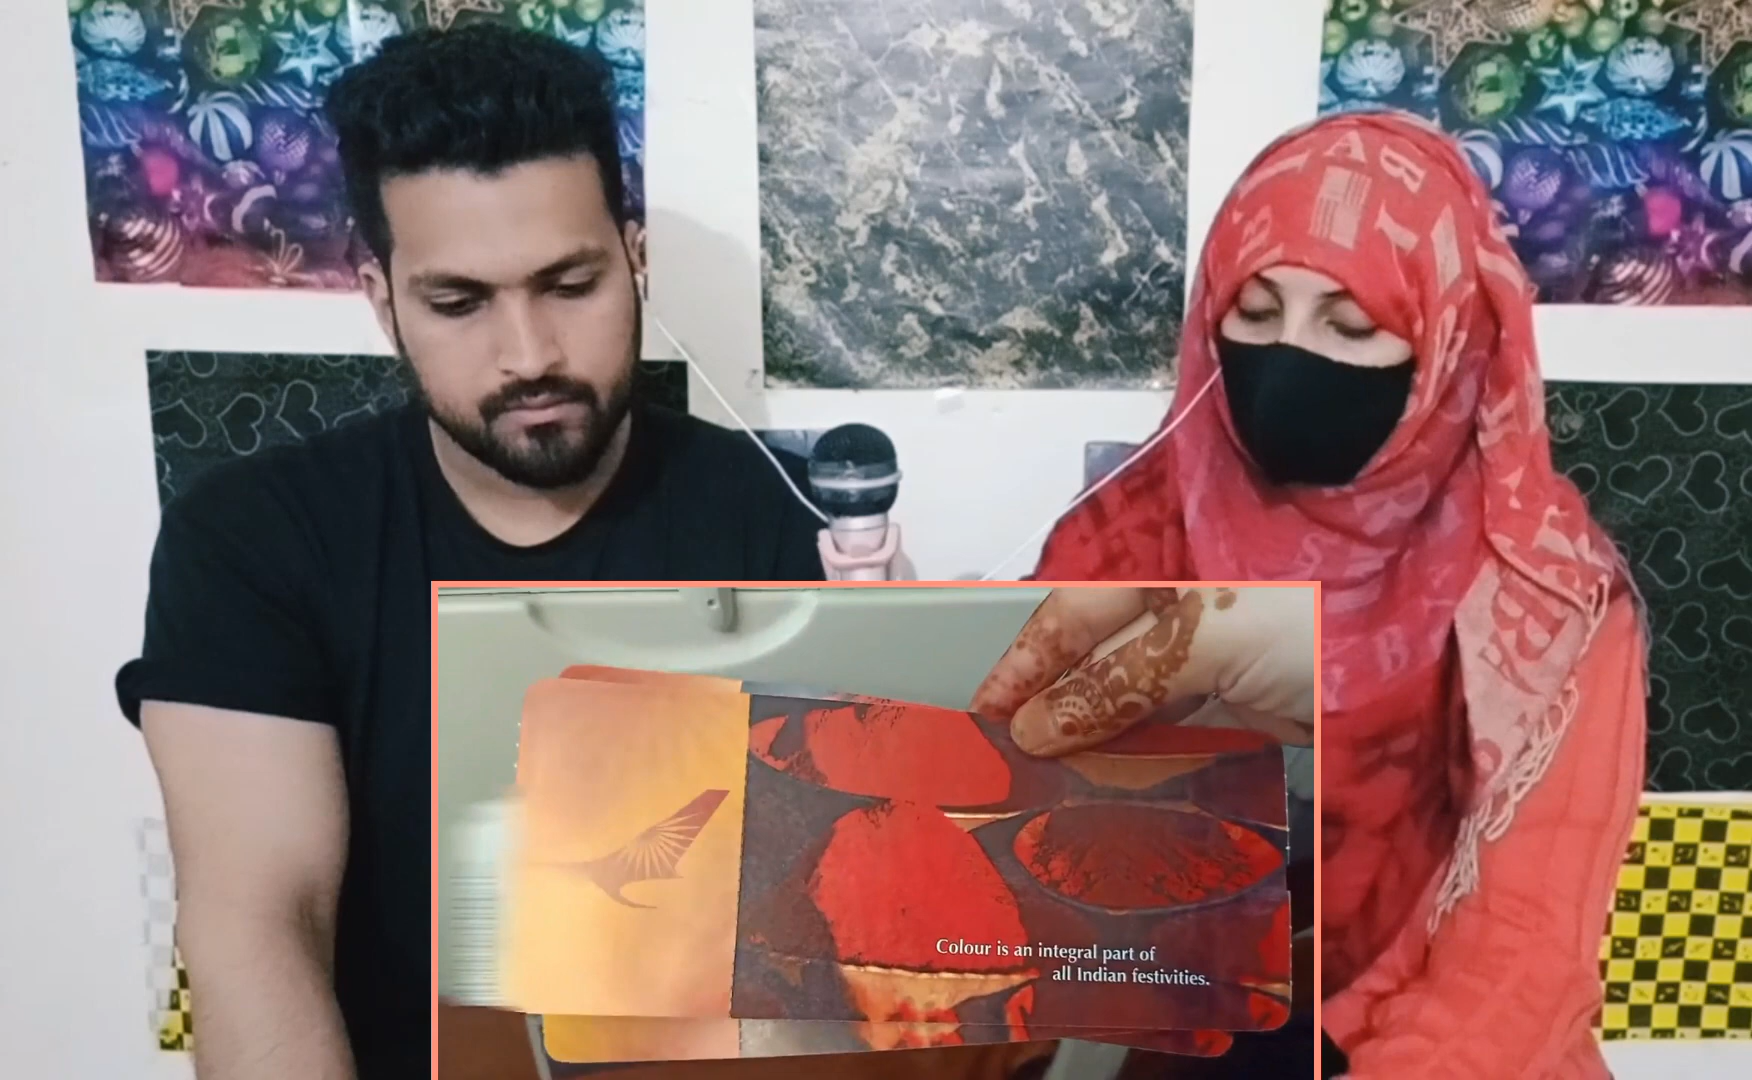 Colour is an integral part of
all Indian festivities.